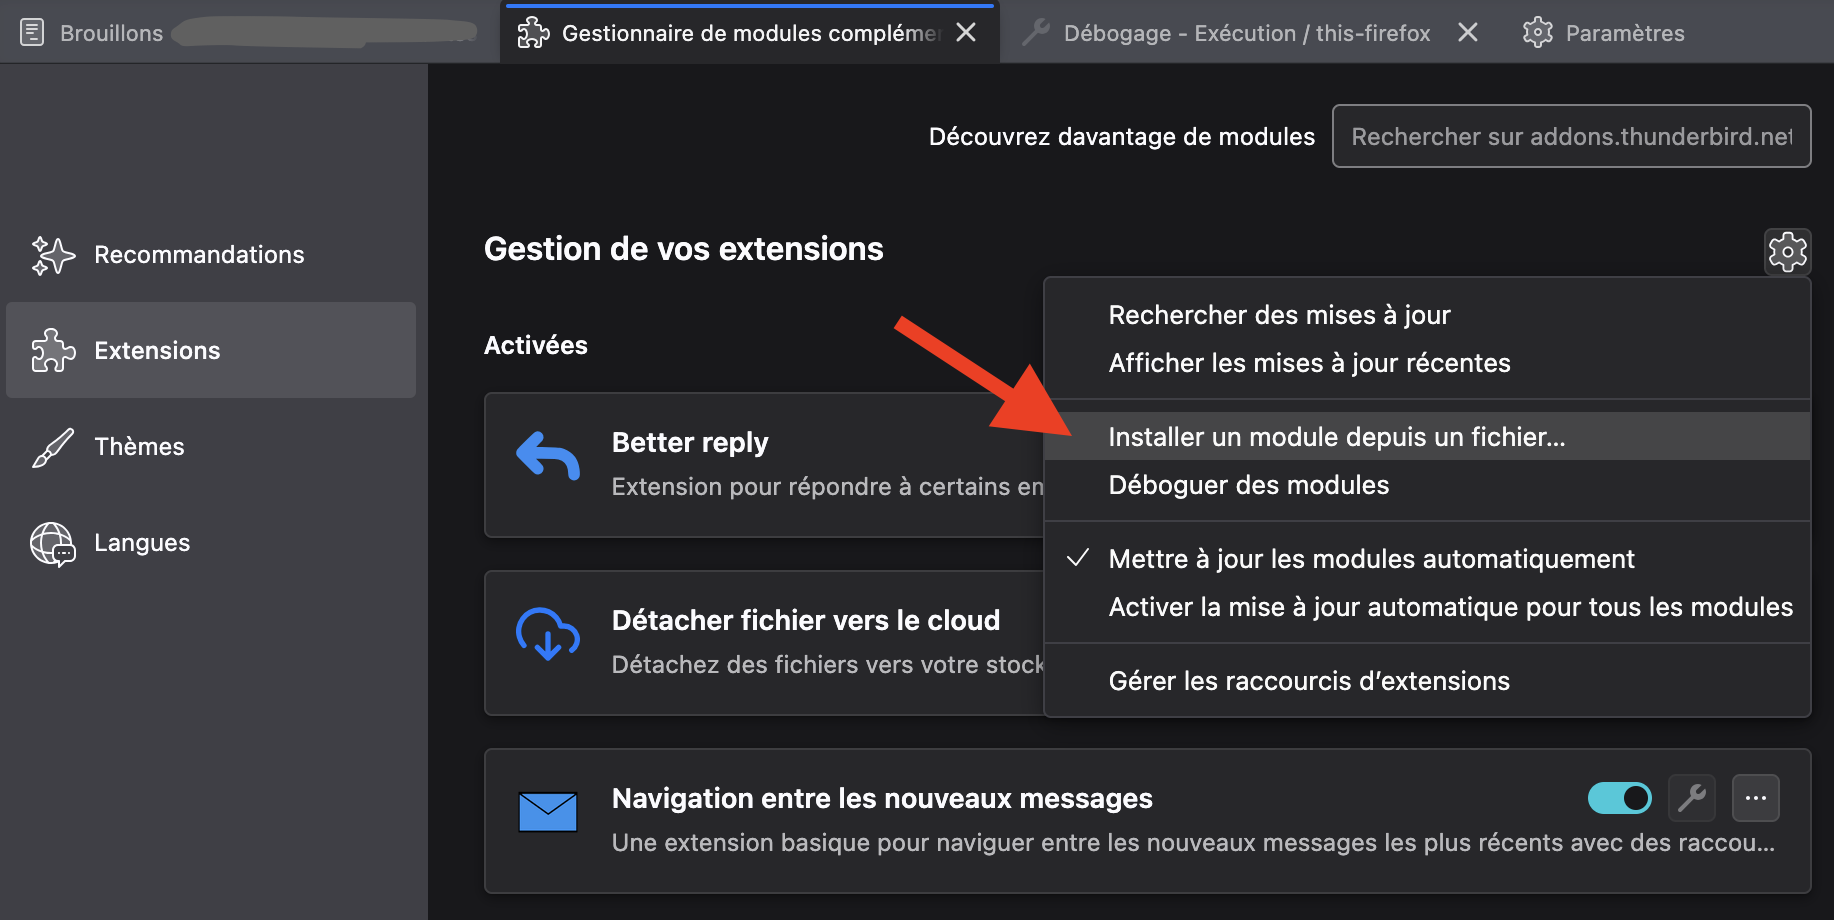 Brouillons
Gestionnaire de modules complémen
Débogage - Exécution / this-firefox
Paramètres
Découvrez davantage de modules
Rechercher sur addons.thunderbird.net
Recommandations
Extensions
Thèmes
Langues
Gestion de vos extensions
Rechercher des mises à jour
Afficher les mises à jour récentes
Installer un module depuis un fichier...
Déboguer des modules
Mettre à jour les modules automatiquement
Activer la mise à jour automatique pour tous les modules
Gérer les raccourcis d’extensions
Activées
Better reply
Extension pour répondre à certains em
Détacher fichier vers le cloud
Détachez des fichiers vers votre stock
Navigation entre les nouveaux messages
Une extension basique pour naviguer entre les nouveaux messages les plus récents avec des raccou...